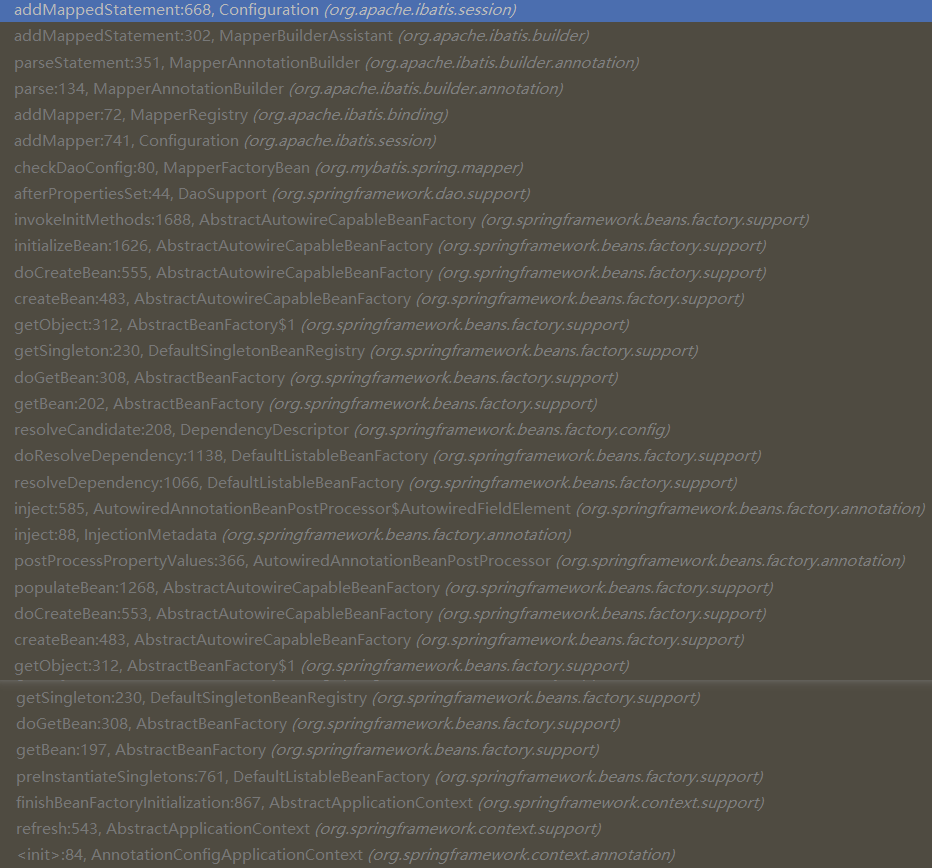 addMappedStatement:668, Configuration (org.apache.ibatis.session)
addMappedStatement:302, MapperBuilderAssistant (org.apache.ibatis.builder)
parseStatement:351, MapperAnnotationBuilder (org.apache.ibatis.builder.annotation)
parse:134, MapperAnnotationBuilder (org.apache.ibatis.builder.annotation)
addMapper:72, MapperRegistry (org.apache.ibatis.binding)
addMapper:741, Configuration (org.apache.ibatis.session)
checkDaoConfig:80, MapperFactoryBean (org.mybatis.spring.mapper)
afterPropertiesSet:44, DaoSupport (org.springframework.dao.support)
invokeInitMethods:1688, AbstractAutowireCapableBeanFactory (org.springframework.beans.factory.support)
initializeBean:1626, AbstractAutowireCapableBeanFactory (org.springframework.beans.factory.support)
doCreateBean:555, AbstractAutowireCapableBeanFactory (org.springframework.beans.factory.support)
createBean:483, AbstractAutowireCapableBeanFactory (org.springframework.beans.factory.support)
getObject:312, AbstractBeanFactory$1 (org.springframework.beans.factory.support)
getSingleton:230, DefaultSingletonBeanRegistry (org.springframework.beans.factory.support)
doGetBean:308, AbstractBeanFactory (org.springframework.beans.factory.support)
getBean:202, AbstractBeanFactory (org.springframework.beans.factory.support)
resolveCandidate:208, DependencyDescriptor (org.springframework.beans.factory.config)
doResolveDependency:1138, DefaultListableBeanFactory (org.springframework.beans.factory.support)
resolveDependency:1066, DefaultListableBeanFactory (org.springframework.beans.factory.support)
inject:585, AutowiredAnnotationBeanPostProcessor$AutowiredFieldElement (org.springframework.beans.factory.annotation)
inject:88, InjectionMetadata (org.springframework.beans.factory.annotation)
postProcessPropertyValues:366, AutowiredAnnotationBeanPostProcessor (org.springframework.beans.factory.annotation)
populateBean:1268, AbstractAutowireCapableBeanFactory (org.springframework.beans.factory.support)
doCreateBean:553, AbstractAutowireCapableBeanFactory (org.springframework.beans.factory.support)
createBean:483, AbstractAutowireCapableBeanFactory (org.springframework.beans.factory.support)
getObject:312, AbstractBeanFactory$1 (org.springframework.beans.factory.support)
getSingleton:230, DefaultSingletonBeanRegistry (org.springframework.beans.factory.support)
doGetBean:308, AbstractBeanFactory (org.springframework.beans.factory.support)
getBean:197, AbstractBeanFactory (org.springframework.beans.factory.support)
preInstantiateSingletons:761, DefaultListableBeanFactory (org.springframework.beans.factory.support)
finishBeanFactoryInitialization:867, AbstractApplicationContext (org.springframework.context.support)
refresh:543, AbstractApplicationContext (org.springframework.context.support)
<init>:84, AnnotationConfigApplicationContext (org.springframework.context.annotation)